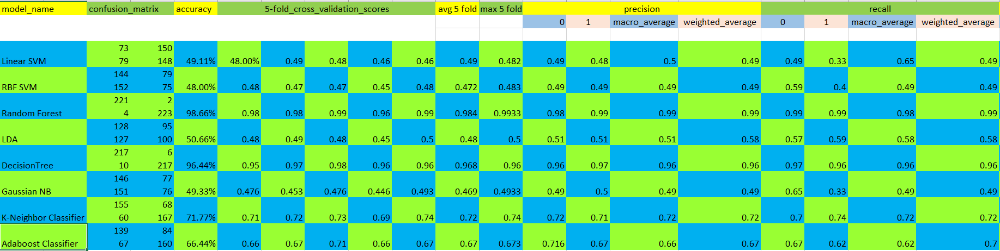 model_name confusion_matrix accuracy 5-fold_cross_validation_scores avg 5 fold max 5 fold precision recall
0 1 macro_average weighted_average 0 1 macro_average weighted_average
73 150
Linear SVM 79 148 49.11% 48.00% 0.49 0.48 0.46 0.46 0.49 0.482 0.49 0.48 0.5 0.49 0.49 0.33 0.65 0.49
144 79
RBF SVM 152 75 48.00% 0.48 0.47 0.47 0.45 0.48 0.472 0.483 0.49 0.49 0.49 0.49 0.59 0.4 0.49 0.49
221 2
Random Forest 4 223 98.66% 0.98 0.98 0.99 0.96 0.99 0.984 0.9933 0.98 0.99 0.99 0.99 0.99 0.99 0.98 0.99
128 95
LDA 127 100 50.66% 0.48 0.49 0.48 0.45 0.5 0.48 0.5 0.51 0.51 0.51 0.58 0.57 0.59 0.58 0.58
217 6
DecisionTree 10 217 96.44% 0.95 0.97 0.98 0.96 0.96 0.968 0.96 0.96 0.97 0.96 0.96 0.97 0.96 0.96 0.96
146 77
Gaussian NB 151 76 49.33% 0.476 0.453 0.476 0.446 0.493 0.469 0.4933 0.49 0.5 0.49 0.49 0.65 0.33 0.49 0.49
155 68
K-Neighbor Classifier 60 167 71.77% 0.71 0.72 0.73 0.69 0.74 0.72 0.74 0.72 0.71 0.72 0.72 0.7 0.74 0.72 0.72
139 84
Adaboost Classifier 67 160 66.44% 0.66 0.67 0.71 0.66 0.67 0.67 0.673 0.716 0.67 0.66 0.67 0.67 0.62 0.62 0.7